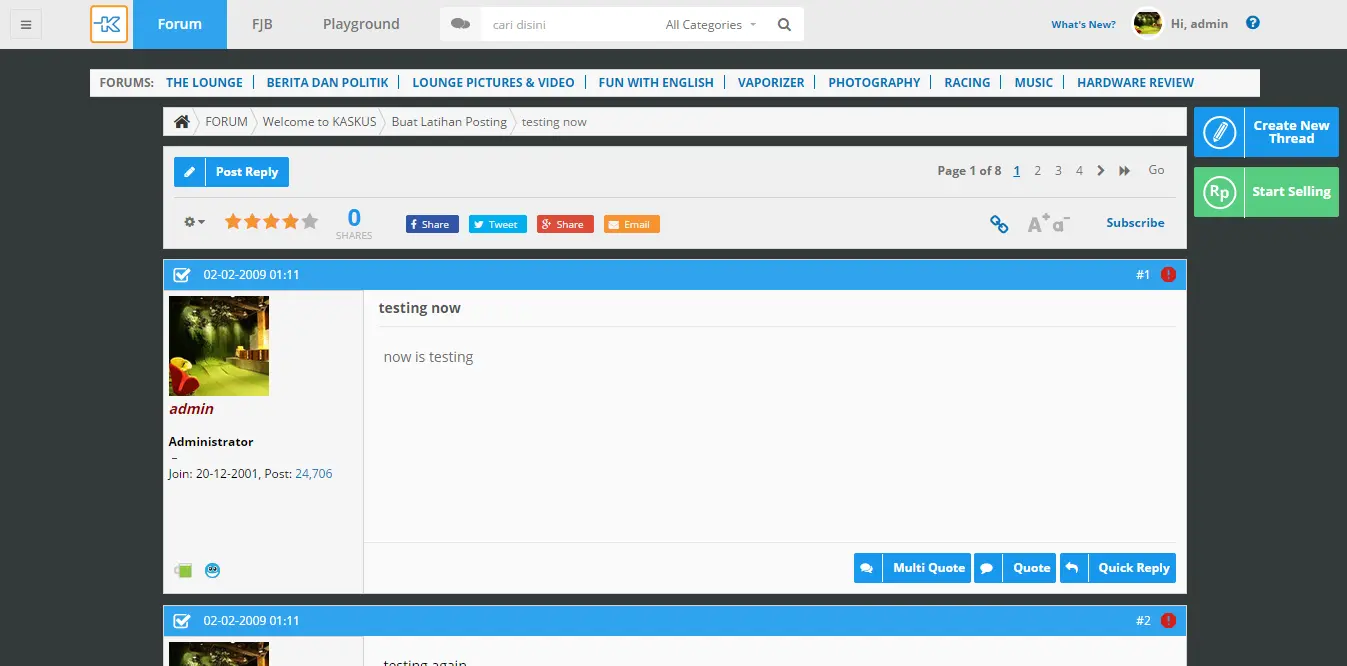 K Forum FJB Playground cari disini All Categories What's New? Hi, admin ?
FORUMS: THE LOUNGE BERITA DAN POLITIK LOUNGE PICTURES & VIDEO FUN WITH ENGLISH VAPORIZER PHOTOGRAPHY RACING MUSIC HARDWARE REVIEW
FORUM Welcome to KASKUS Buat Latihan Posting testing now
Create New
Thread
Post Reply Page 1 of 8 1 2 3 4 Go
Rp Start Selling
0
SHARES
f Share Tweet g+ Share Email A+ a- Subscribe
02-02-2009 01:11 #1 !
testing now
now is testing
admin
Administrator
–
Join: 20-12-2001, Post: 24,706
Multi Quote Quote Quick Reply
02-02-2009 01:11 #2 !
testing again